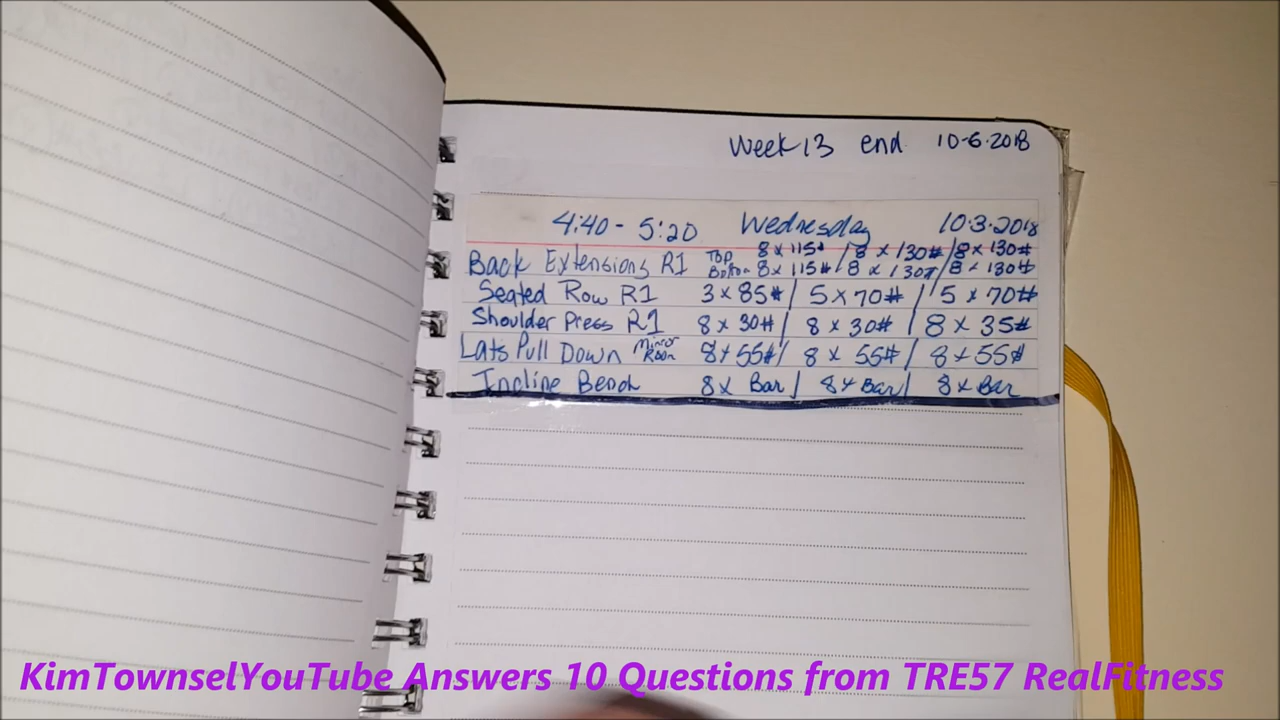 Week 13 end 10-6-2018
4:40 - 5:20 Wednesday 10.3.2018
Back Extensions R1 Top 8 x 115# / 8 x 130# / 8 x 130#
Bottom 8 x 115# / 8 x 130# / 8 x 130#
Seated Row R1 3 x 85# / 5 x 70# / 5 x 70#
Shoulder Press R1 8 x 30# / 8 x 30# / 8 x 35#
Lats Pull Down Mirror Room 8 x 55# / 8 x 55# / 8 x 55#
Incline Bench 8 x Bar / 8 x Bar / 8 x Bar
KimTownselYouTube Answers 10 Questions from TRE57 RealFitness